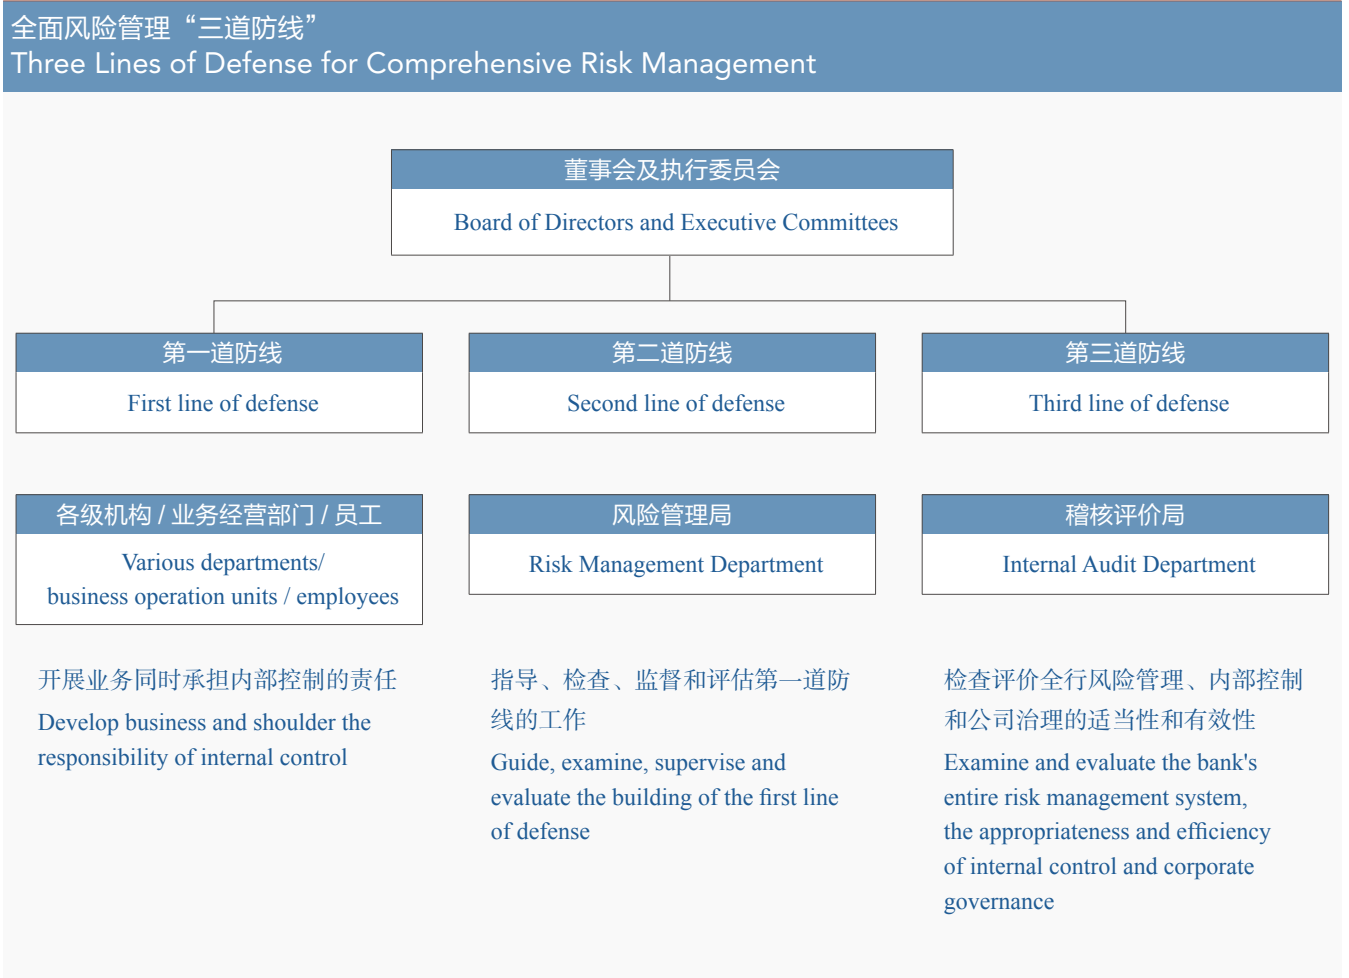 全面风险管理“三道防线”
Three Lines of Defense for Comprehensive Risk Management
董事会及执行委员会
Board of Directors and Executive Committees
第一道防线
First line of defense
第二道防线
Second line of defense
第三道防线
Third line of defense
各级机构 / 业务经营部门 / 员工
Various departments/
business operation units / employees
风险管理局
Risk Management Department
稽核评价局
Internal Audit Department
开展业务同时承担内部控制的责任
Develop business and shoulder the
responsibility of internal control
指导、检查、监督和评估第一道防
线的工作
Guide, examine, supervise and
evaluate the building of the first line
of defense
检查评价全行风险管理、内部控制
和公司治理的适当性和有效性
Examine and evaluate the bank's
entire risk management system,
the appropriateness and efficiency
of internal control and corporate
governance